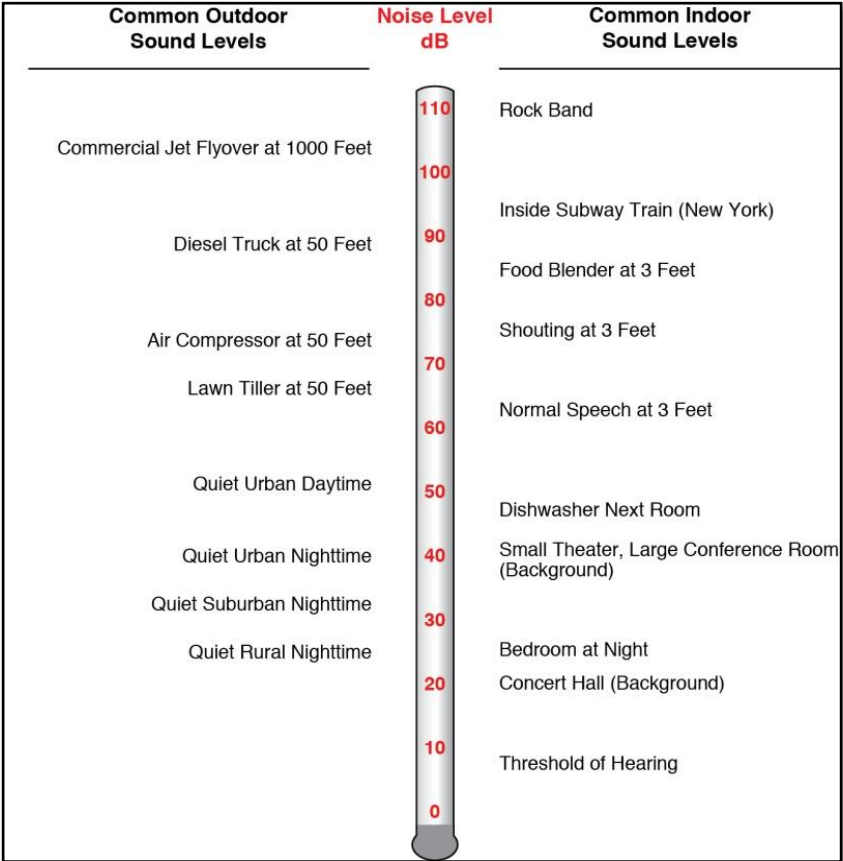 Common Outdoor
Sound Levels
Noise Level
dB
Common Indoor
Sound Levels
110
Rock Band
Commercial Jet Flyover at 1000 Feet
100
Inside Subway Train (New York)
Diesel Truck at 50 Feet
90
Food Blender at 3 Feet
80
Shouting at 3 Feet
Air Compressor at 50 Feet
70
Lawn Tiller at 50 Feet
Normal Speech at 3 Feet
60
Quiet Urban Daytime
50
Dishwasher Next Room
Quiet Urban Nighttime
40
Small Theater, Large Conference Room
(Background)
Quiet Suburban Nighttime
30
Quiet Rural Nighttime
Bedroom at Night
20
Concert Hall (Background)
10
Threshold of Hearing
0